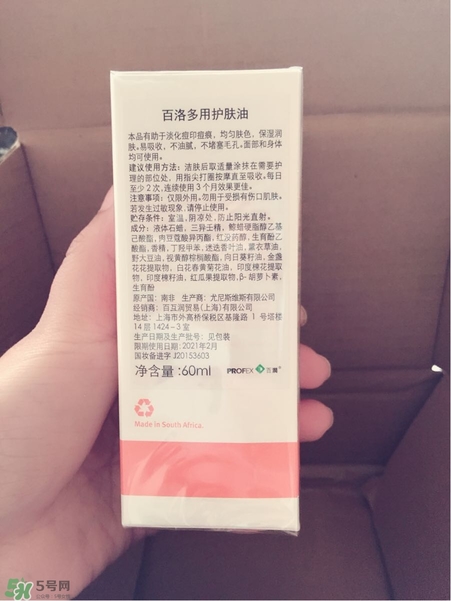 百洛多用护肤油
本品有助于淡化痘印痘痕、均匀肤色、保湿润
肤。易吸收、不油腻、不堵塞毛孔。面部和身体
均可使用。
建议使用方法：洁肤后取适量涂抹在需要护
理的部位处，用指尖打圈按摩直至吸收。每日
至少2次，连续使用3个月效果更佳。
注意事项：仅限外用。勿用于受损有伤口肌肤。
若发生过敏现象，请停止使用。
贮存条件：室温，阴凉处、防止阳光直射。
成分：液体石蜡、三异壬精、鲸蜡硬脂醇乙基
己酸酯、肉豆蔻酸异丙酯、红没药醇、生育酚乙
酸酯、香精、丁羟甲苯、迷迭香叶油、薰衣草油、
野大豆油、视黄醇棕榈酸酯、向日葵籽油、金盏
花花提取物、白花春黄菊花油、印度楝花提取
物、印度楝籽油、红瓜果提取物、β-胡萝卜素、
生育酚
原产国：南非 生产商：尤尼斯维斯有限公司
经销商：百互润贸易(上海)有限公司
地址：上海市外高桥保税区基隆路 1 号塔楼
14层1424-3室
生产日期及生产批号：见包装
限期使用日期：2021年2月
国妆备进字J20153603
净含量:60ml PROFEX 百澜
Made in South Africa.
5号网